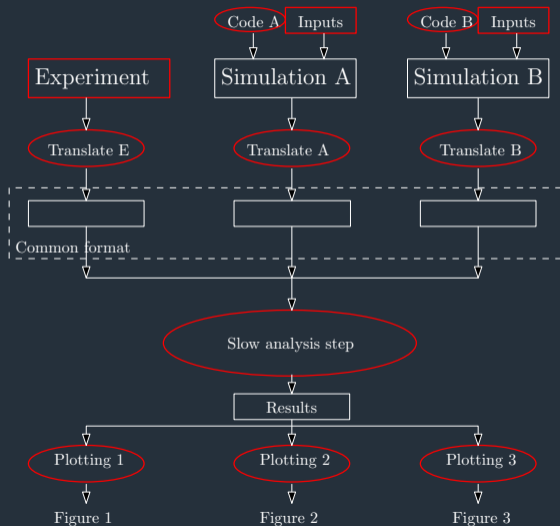 Code A Inputs Code B Inputs
Experiment Simulation A Simulation B
Translate E Translate A Translate B
Common format
Slow analysis step
Results
Plotting 1 Plotting 2 Plotting 3
Figure 1 Figure 2 Figure 3